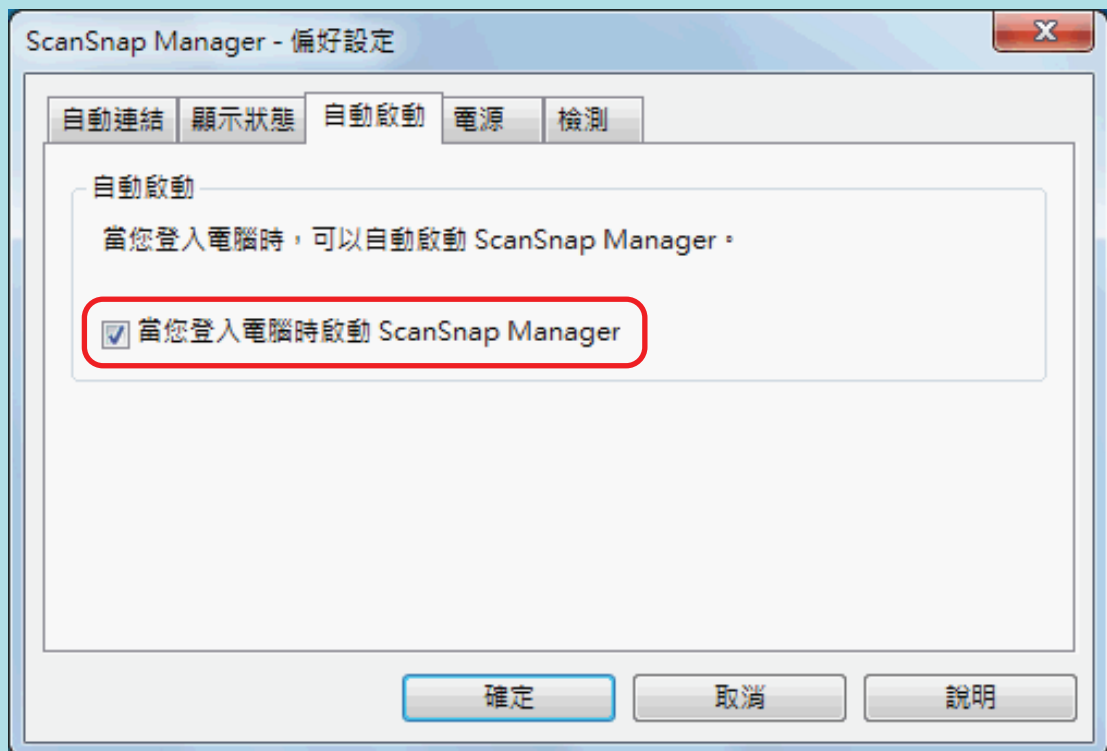 ScanSnap Manager - 偏好設定
自動連結 顯示狀態 自動啟動 電源 檢測
自動啟動
當您登入電腦時，可以自動啟動 ScanSnap Manager。
當您登入電腦時啟動 ScanSnap Manager
確定 取消 說明